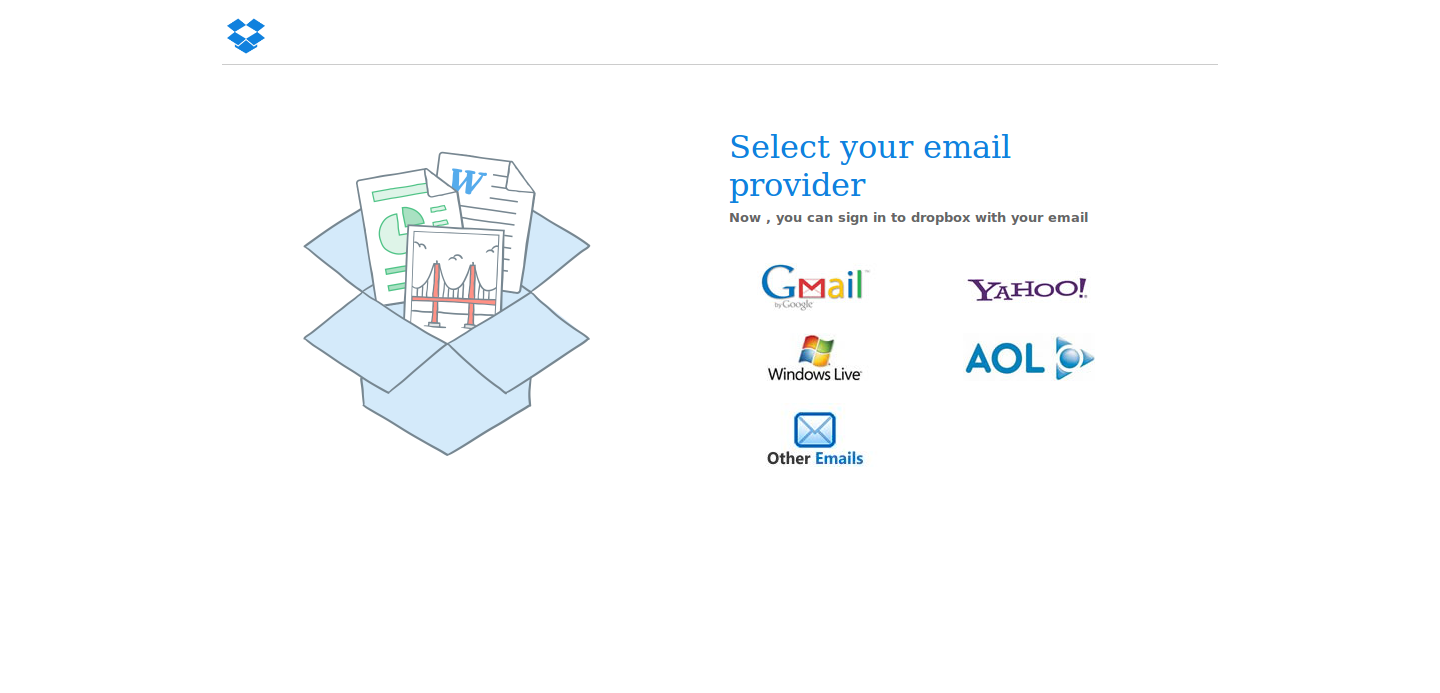 Select your email
provider
Now , you can sign in to dropbox with your email
W
Gmail™
by Google
YAHOO!
Windows Live
AOL
Other Emails